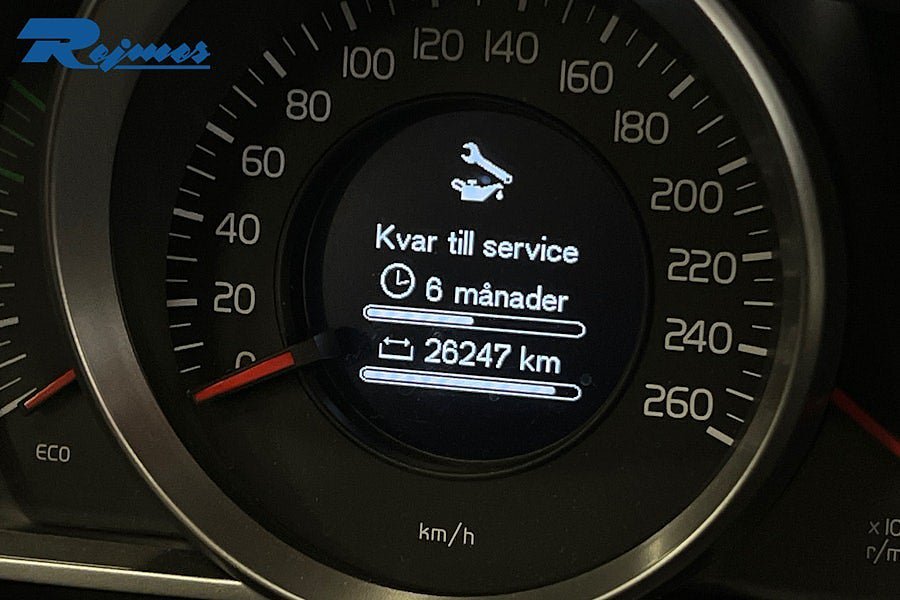 Rejmes
120 140
100 160
80 180
60 200
40 220
20 240
0 260
Kvar till service
6 månader
26247 km
ECO
km/h